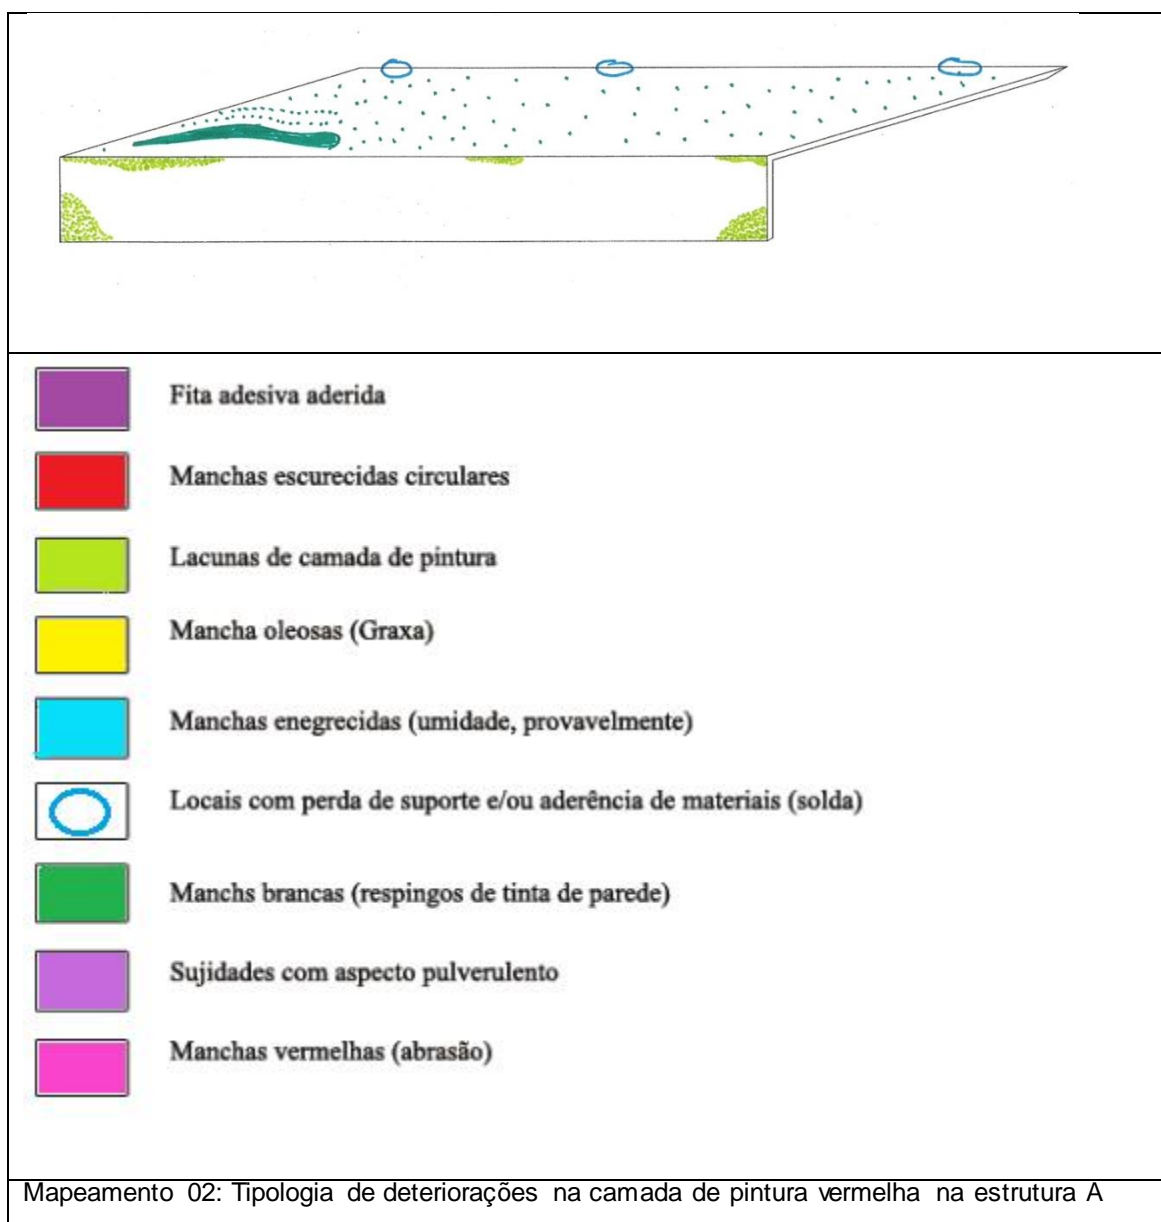 Fita adesiva aderida
Manchas escurecidas circulares
Lacunas de camada de pintura
Mancha oleosas (Graxa)
Manchas enegrecidas (umidade, provavelmente)
Locais com perda de suporte e/ou aderência de materiais (solda)
Manchs brancas (respingos de tinta de parede)
Sujidades com aspecto pulverulento
Manchas vermelhas (abrasão)
Mapeamento 02: Tipologia de deteriorações na camada de pintura vermelha na estrutura A